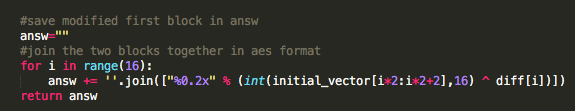 #save modified first block in answ
answ=""
#join the two blocks together in aes format
for i in range(16):
    answ += ''.join(["%0.2x" % (int(initial_vector[i*2:i*2+2],16) ^ diff[i])])
return answ